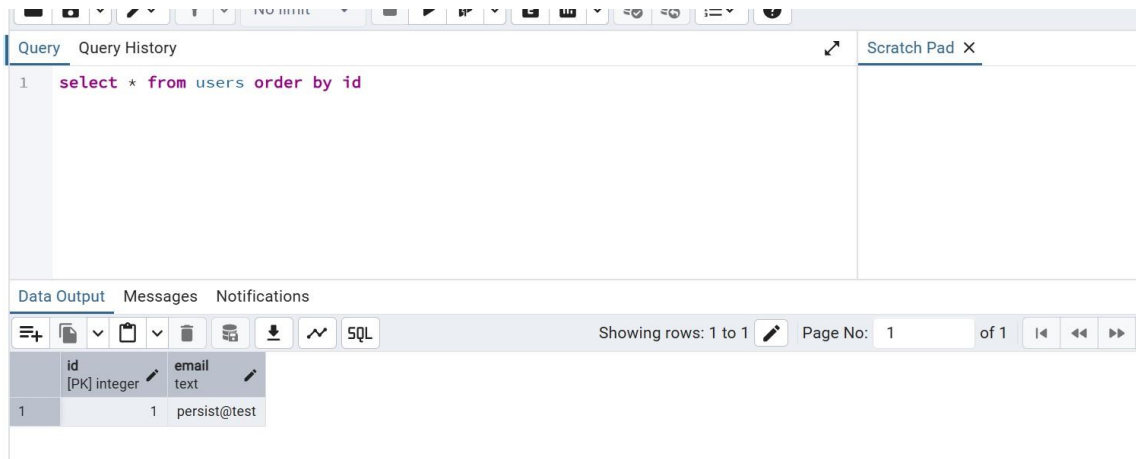 No limit
Query Query History
Scratch Pad
1 select * from users order by id
Data Output Messages Notifications
SQL Showing rows: 1 to 1 Page No: 1 of 1
id email
[PK] integer text
1 1 persist@test